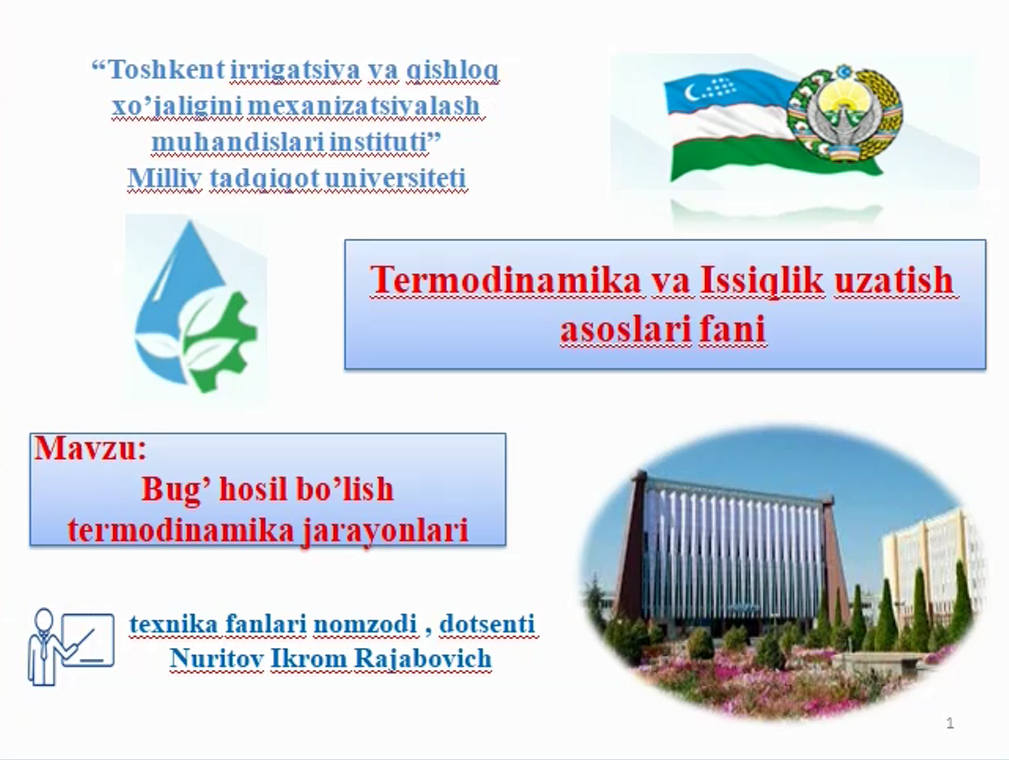 “Toshkent irrigatsiya va qishloq
xo’jaligini mexanizatsiyalash
muhandislari instituti”
Milliy tadqiqot universiteti
Termodinamika va Issiqlik uzatish
asoslari fani
Mavzu:
Bug’ hosil bo’lish
termodinamika jarayonlari
texnika fanlari nomzodi , dotsenti
Nuritov Ikrom Rajabovich
1